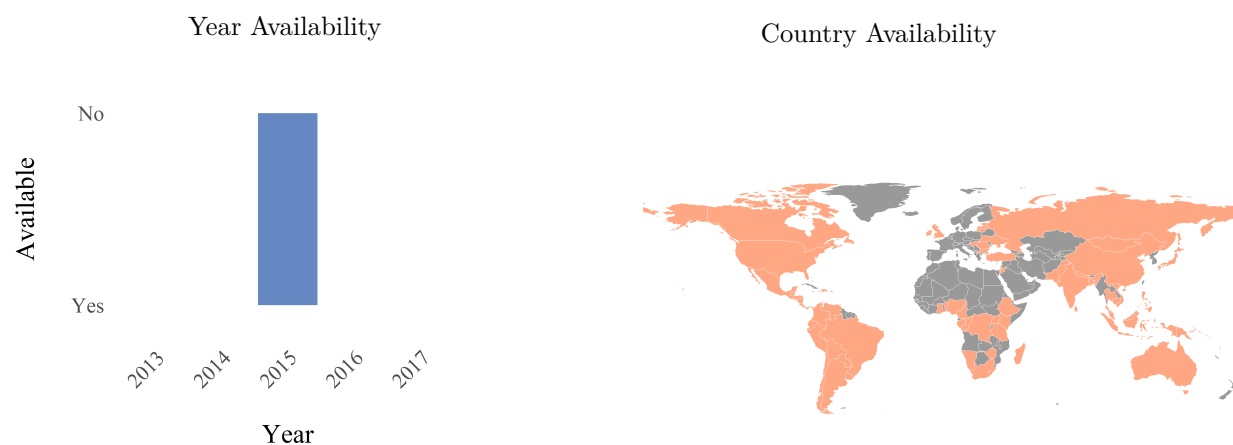 Year Availability
No
Available
Yes
2013
2014
2015
2016
2017
Year
Country Availability